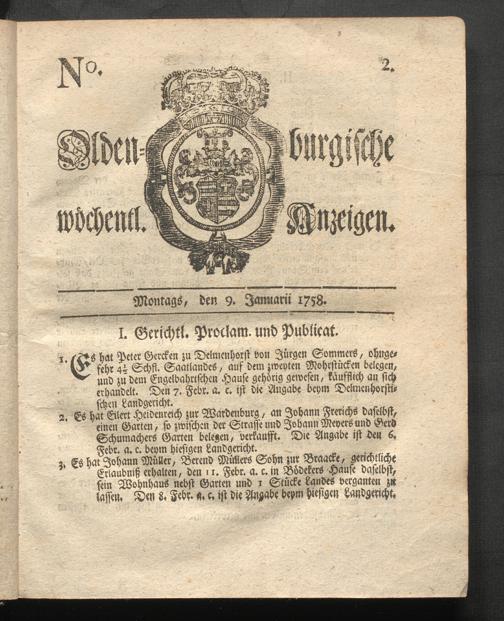 No. 2.
Olden= burgische
wöchentl. Anzeigen.
Montags, den 9. Januarii 1758.
I. Gerichtl. Proclam. und Publicat.
1. Es hat Peter Gercken zu Delmenhorst von Jürgen Sommers, ohnge-
fehr 4½ Schfl. Saatlandes, auf dem zweyten Mohrstücken belegen,
und zu dem Engelbahrtschen Hause gehörig gewesen, käufflich an sich
erhandelt. Den 7. Febr. a. c. ist die Angabe beym Delmenhorsti-
schen Landgericht.
2. Es hat Eilert Heidenreich zur Wardenburg, an Johann Frerichs daselbst,
einen Garten, so zwischen der Strasse und Johann Meyers und Gerd
Schumachers Garten belegen, verkaufft. Die Angabe ist den 6.
Febr. a. c. beym hiesigen Landgericht.
3. Es hat Johann Müller, Berend Müllers Sohn zur Braacke, gerichtliche
Erlaubniß erhalten, den 11. Febr. a. c. in Bödekers Hause daselbst,
sein Wohnhaus nebst Garten und 1 Stücke Landes verganten zu
lassen. Den 8. Febr. a. c. ist die Angabe beym hiesigen Landgericht.